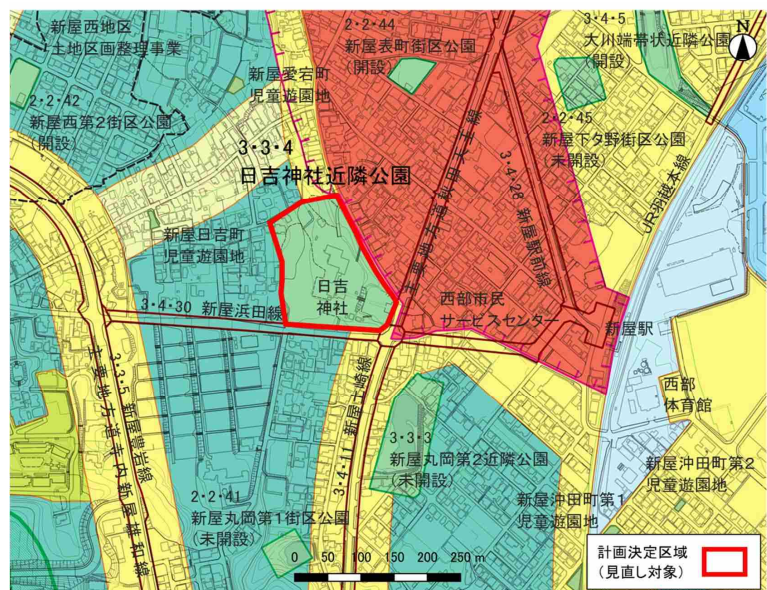 新屋西地区
土地区画整理事業
2・2・42
新屋西第2街区公園
(開設)
新屋愛宕町
児童遊園地
2・2・44
新屋表町街区公園
(開設)
3・4・5
大川端帯状近隣公園
(開設)
N
2・2・45
新屋下タ野街区公園
(未開設)
3・3・4
日吉神社近隣公園
新屋日吉町
児童遊園地
日吉
神社
主要地方道秋田天王線
3・4・28 新屋駅前線
JR羽越本線
3・4・30 新屋浜田線
西部市民
サービスセンター
新屋駅
西部
体育館
3・3・5 新屋豊岩線
主要地方道寺内新屋雄和線
3・4・11 新屋土崎線
3・3・3
新屋丸岡第2近隣公園
(未開設)
2・2・41
新屋丸岡第1街区公園
(未開設)
新屋沖田町第1
児童遊園地
新屋沖田町第2
児童遊園地
0 50 100 150 200 250 m
計画決定区域
(見直し対象)